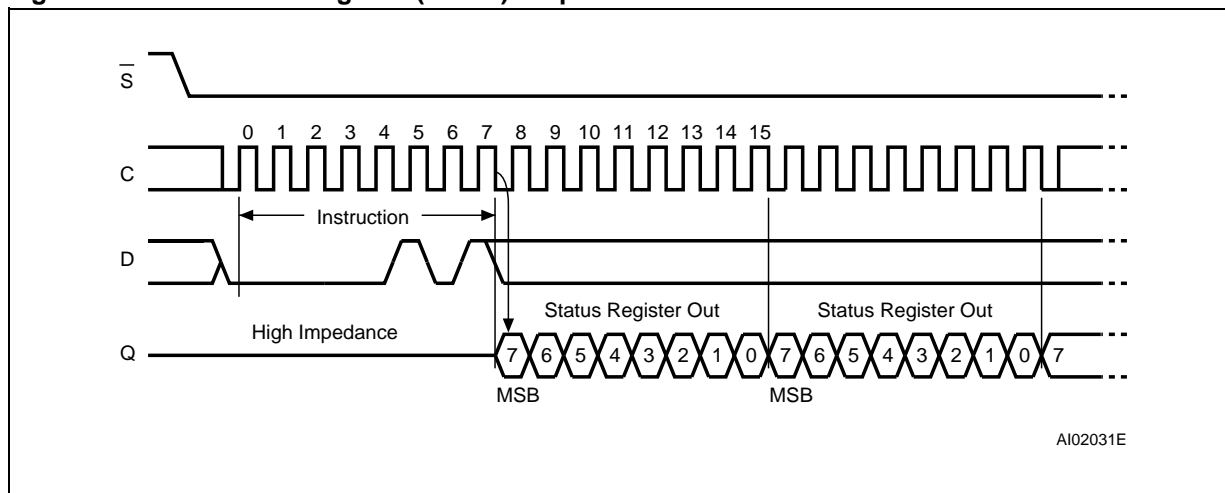 S
0 1 2 3 4 5 6 7 8 9 10 11 12 13 14 15
C
Instruction
D
Status Register Out Status Register Out
High Impedance
Q 7 6 5 4 3 2 1 0 7 6 5 4 3 2 1 0 7
MSB MSB
AI02031E